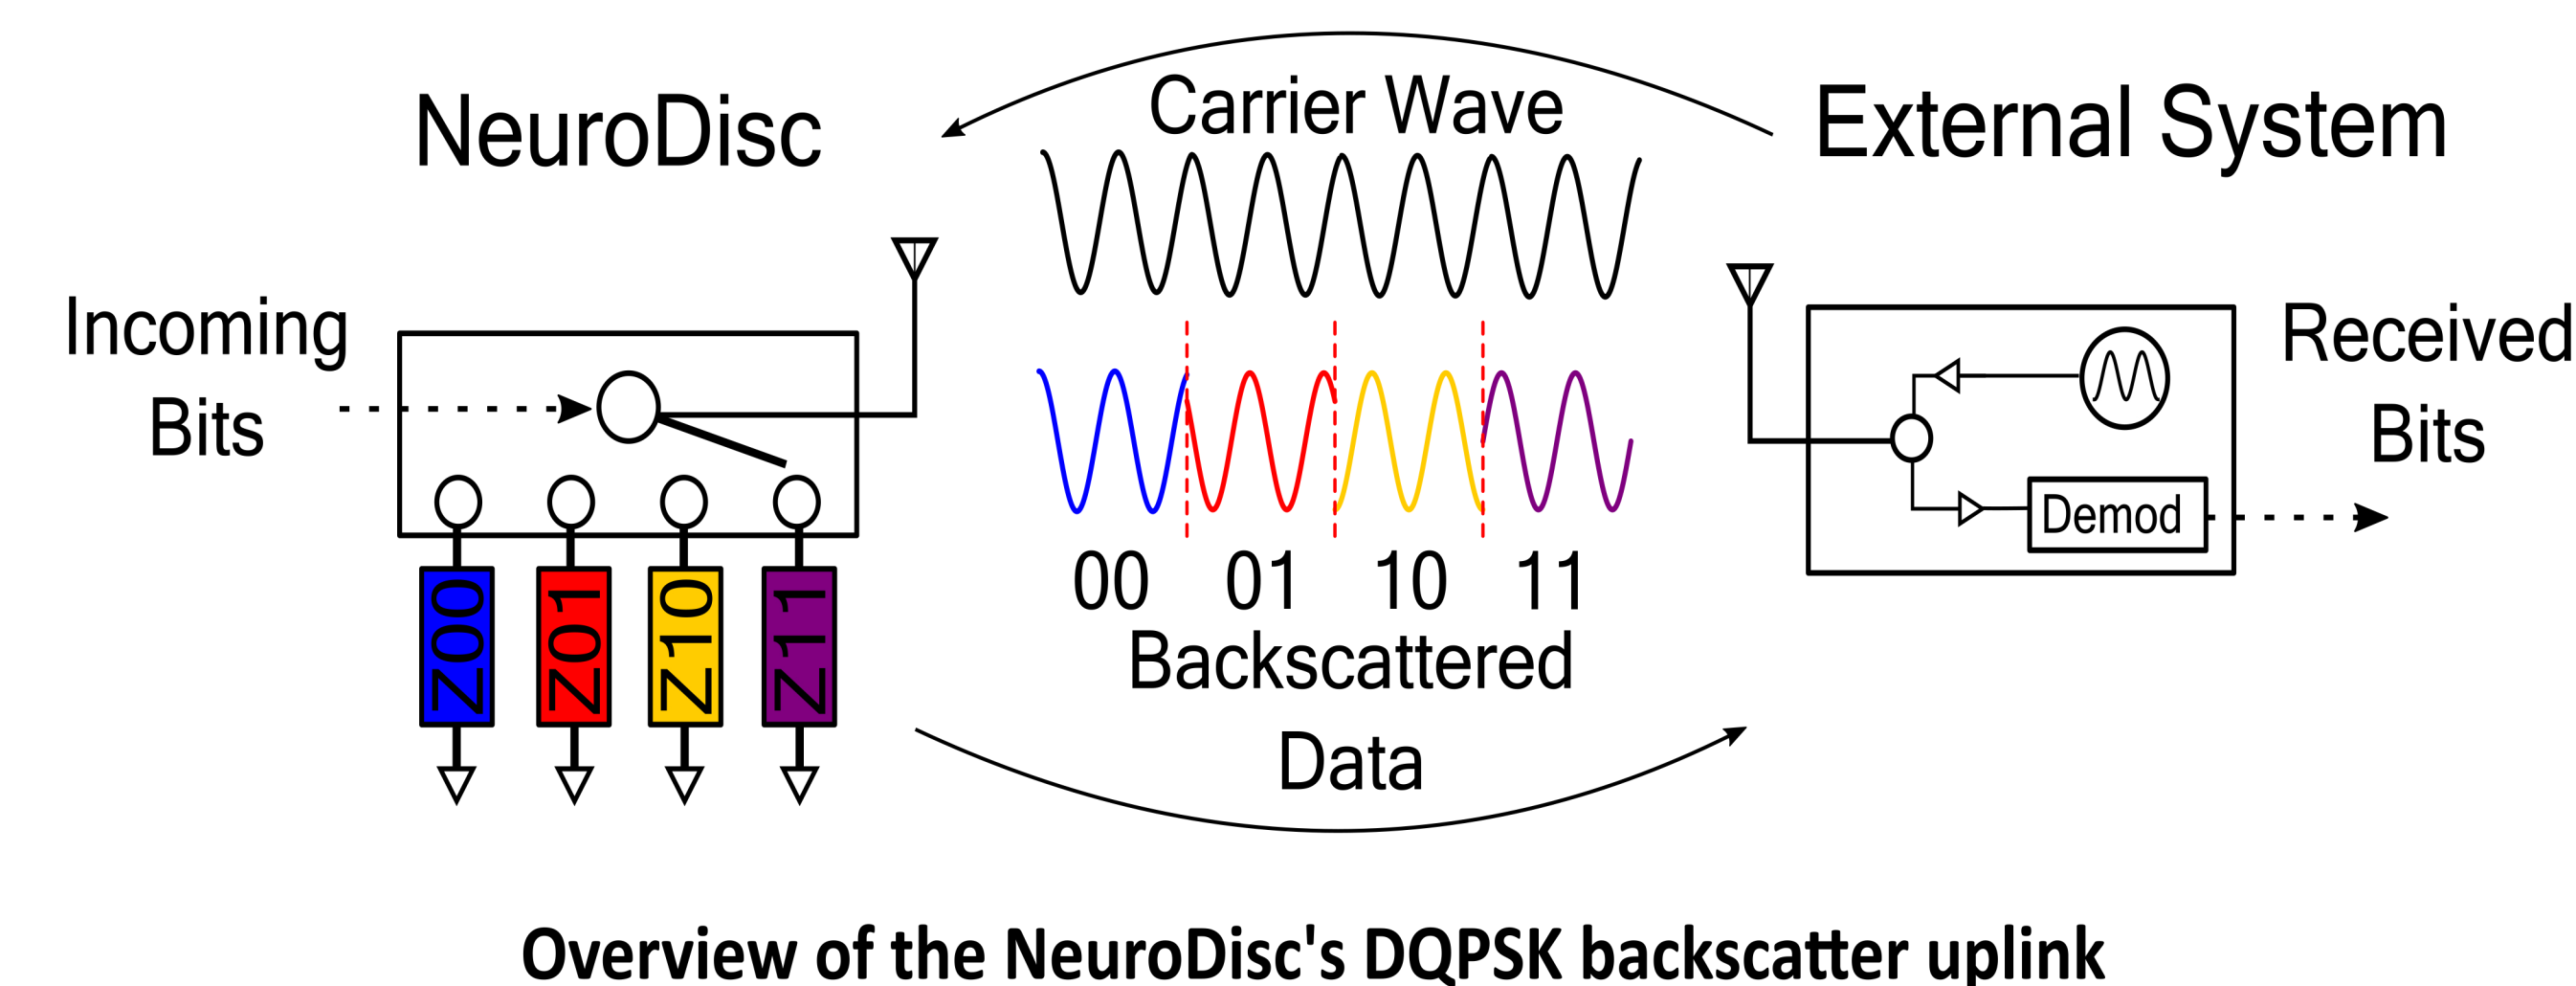 NeuroDisc
Carrier Wave
External System
Incoming
Bits
Received
Bits
Demod
00 01 10 11
Backscattered
Data
Z00
Z01
Z10
Z11
Overview of the NeuroDisc's DQPSK backscatter uplink